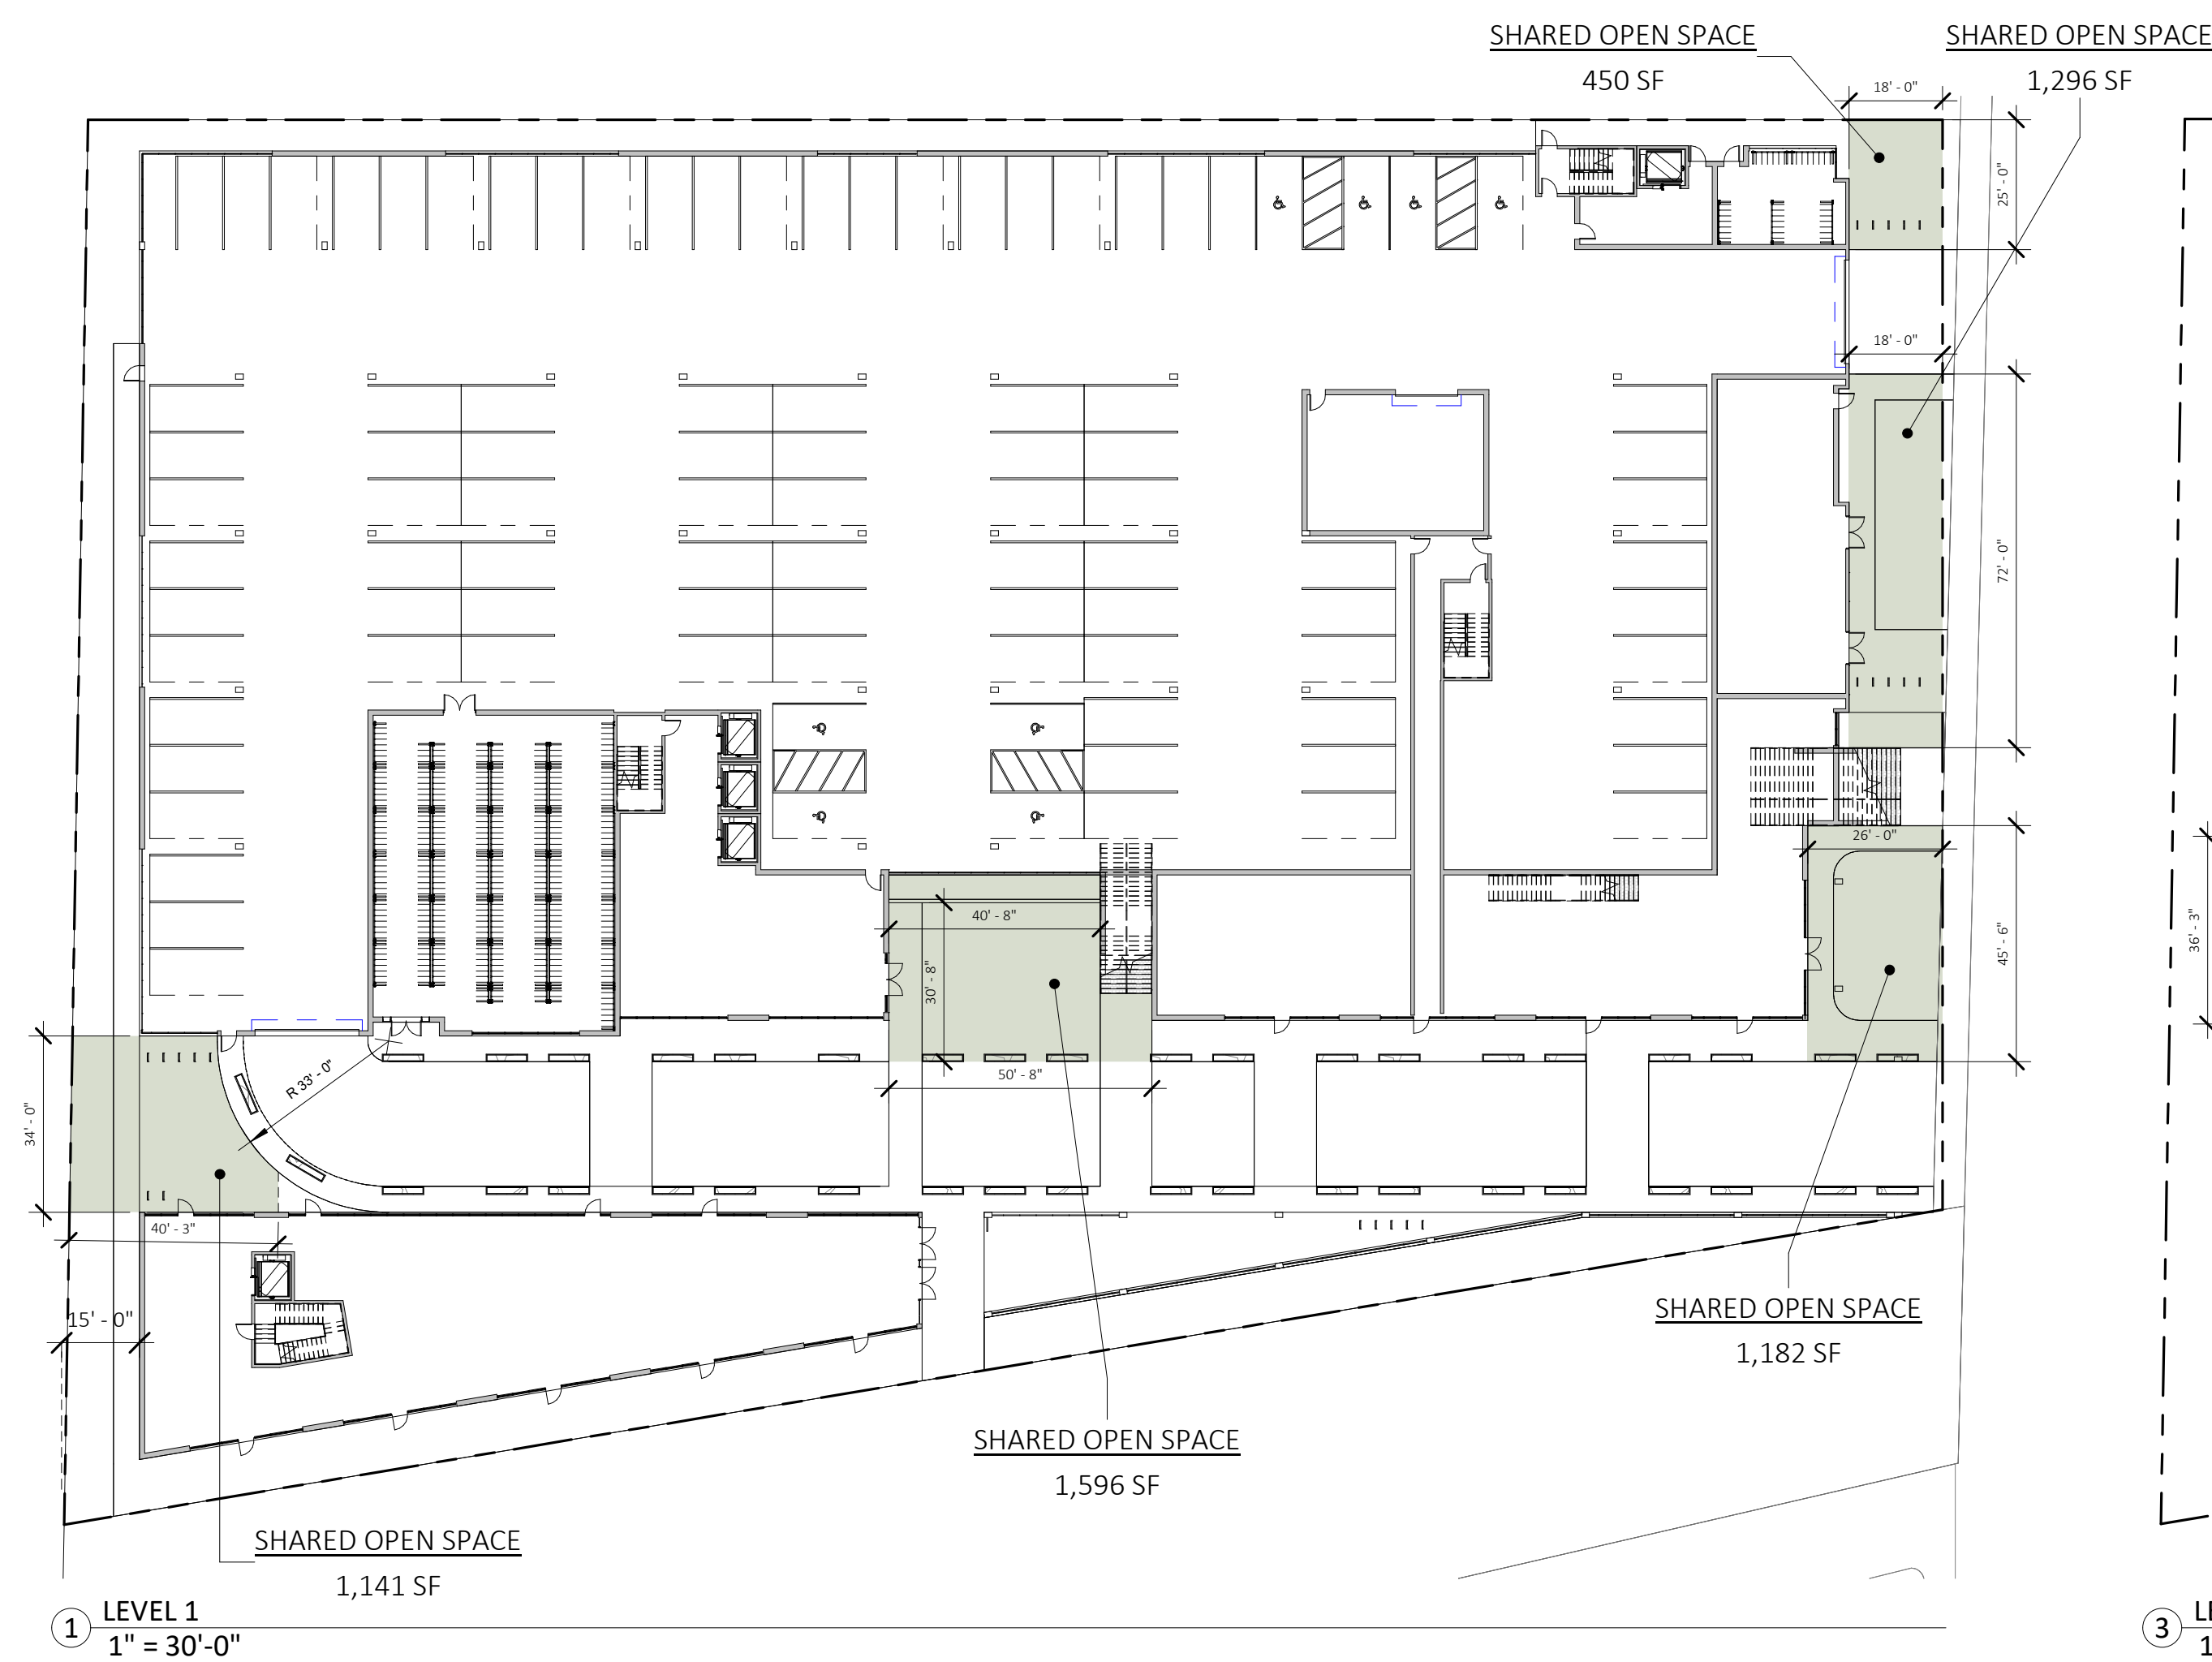 SHARED OPEN SPACE
450 SF
SHARED OPEN SPACE
1,296 SF
18' - 0"
25' - 0"
18' - 0"
72' - 0"
26' - 0"
45' - 6"
36' - 3"
40' - 8"
30' - 8"
50' - 8"
R 33' - 0"
34' - 0"
40' - 3"
15' - 0"
SHARED OPEN SPACE
1,182 SF
SHARED OPEN SPACE
1,596 SF
SHARED OPEN SPACE
1,141 SF
1 LEVEL 1
1" = 30'-0"
3 LE
1